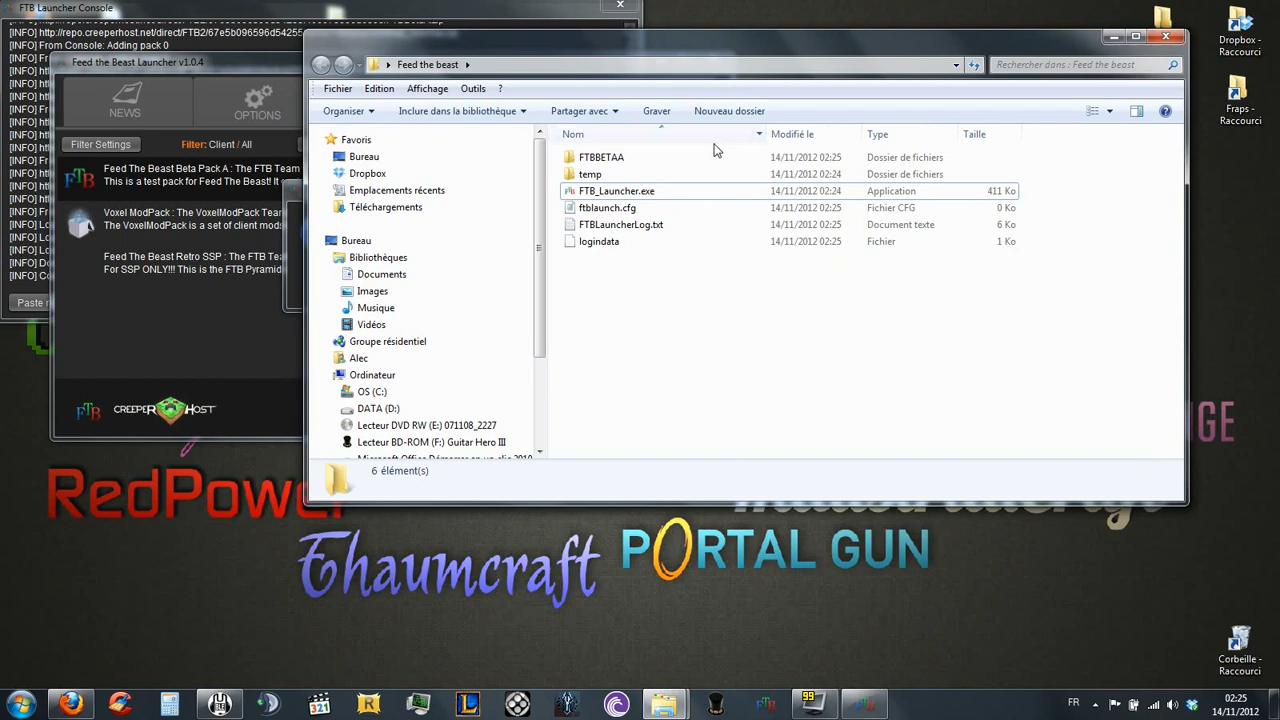 FTB Launcher Console
[INFO] http://repo.creeperhost.net/direct/FTB2/67e5b096596d54255
[INFO] From Console: Adding pack 0
Feed the Beast Launcher v1.0.4
NEWS
OPTIONS
Filter Settings
Filter: Client / All
Feed The Beast Beta Pack A : The FTB Team
This is a test pack for Feed the Beast! It
Voxel ModPack : The VoxelModPack Team
The VoxelModPack is a set of client mods
Feed The Beast Retro SSP : The FTB Te
For SSP ONLY!!! This is the FTB Pyramid
Paste
FTB
CREEPER HOST
Feed the beast
Rechercher dans : Feed the beast
Fichier Edition Affichage Outils ?
Organiser Inclure dans la bibliothèque Partager avec Graver Nouveau dossier
Favoris
Bureau
Dropbox
Emplacements récents
Téléchargements
Bureau
Bibliothèques
Documents
Images
Musique
Vidéos
Groupe résidentiel
Alec
Ordinateur
OS (C:)
DATA (D:)
Lecteur DVD RW (E:) 071108_2227
Lecteur BD-ROM (F:) Guitar Hero III
Nom Modifié le Type Taille
FTBBETAA 14/11/2012 02:25 Dossier de fichiers
temp 14/11/2012 02:25 Dossier de fichiers
FTB_Launcher.exe 14/11/2012 02:24 Application 411 Ko
ftblaunch.cfg 14/11/2012 02:25 Fichier CFG 0 Ko
FTBLauncherLog.txt 14/11/2012 02:25 Document texte 6 Ko
logindata 14/11/2012 02:25 Fichier 1 Ko
6 élément(s)
Dropbox - Raccourci
Fraps - Raccourci
Corbeille - Raccourci
RedPower
Thaumcraft
PORTAL GUN
321
99
FR
02:25
14/11/2012